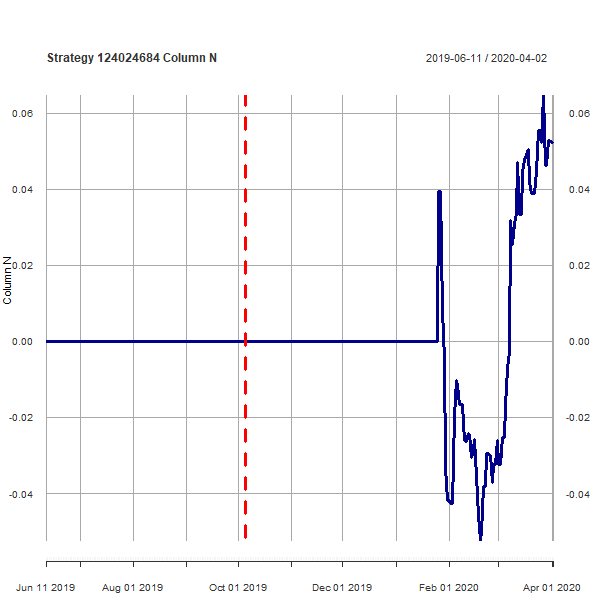 Strategy 124024684 Column N
2019-06-11 / 2020-04-02
0.06
0.06
0.04
0.04
0.02
0.02
Column N
0.00
0.00
-0.02
-0.02
-0.04
-0.04
Jun 11 2019
Aug 01 2019
Oct 01 2019
Dec 01 2019
Feb 01 2020
Apr 01 2020